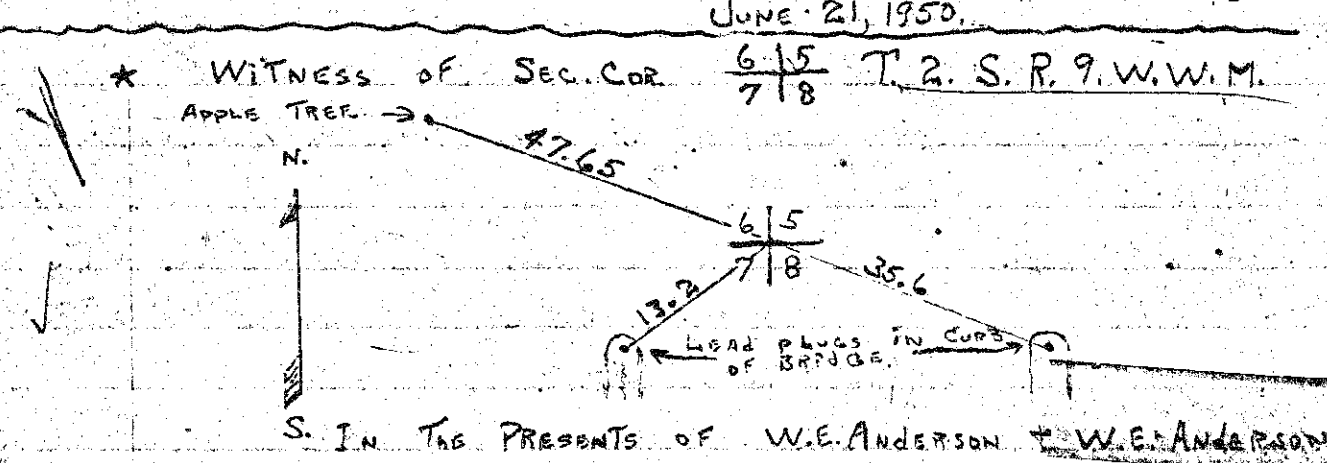 JUNE 21, 1950.
* WITNESS OF SEC. COR. 6 5 T. 2. S. R. 9. W. W. M.
7 8
APPLE TREE →
47.65
N.
6 5
7 8
13.2
35.6
LEAD PLUGS IN CURB
OF BRIDGE.
S. IN THE PRESENTS OF W.E. ANDERSON + W.E. ANDERSON